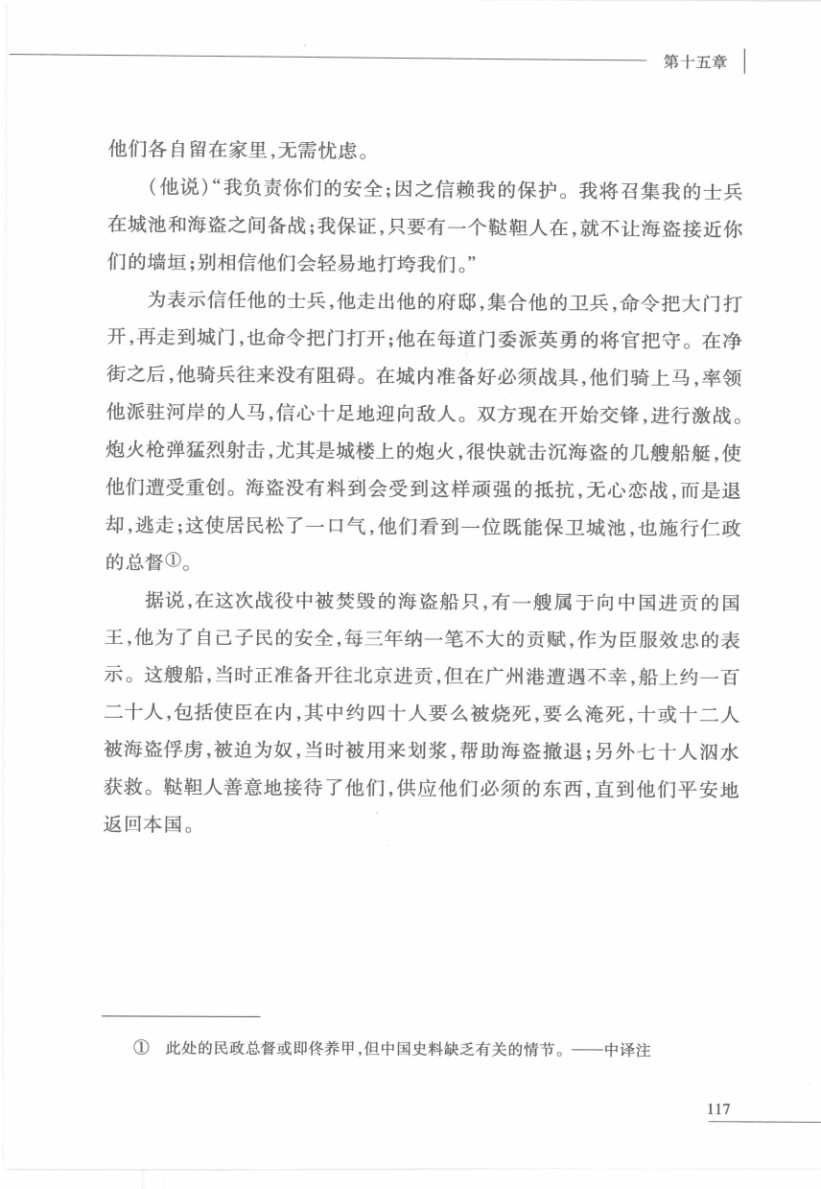 第十五章
他们各自留在家里,无需忧虑。
（他说）“我负责你们的安全;因之信赖我的保护。我将召集我的士兵
在城池和海盗之间备战;我保证,只要有一个鞑靼人在,就不让海盗接近你
们的墙垣;别相信他们会轻易地打垮我们。”
为表示信任他的士兵,他走出他的府邸,集合他的卫兵,命令把大门打
开,再走到城门,也命令把门打开;他在每道门委派英勇的将官把守。在净
街之后,他骑兵往来没有阻碍。在城内准备好必须战具,他们骑上马,率领
他派驻河岸的人马,信心十足地迎向敌人。双方现在开始交锋,进行激战。
炮火枪弹猛烈射击,尤其是城楼上的炮火,很快就击沉海盗的几艘船艇,使
他们遭受重创。海盗没有料到会受到这样顽强的抵抗,无心恋战,而是退
却,逃走;这使居民松了一口气,他们看到一位既能保卫城池,也施行仁政
的总督①。
据说,在这次战役中被焚毁的海盗船只,有一艘属于向中国进贡的国
王,他为了自己子民的安全,每三年纳一笔不大的贡赋,作为臣服效忠的表
示。这艘船,当时正准备开往北京进贡,但在广州港遭遇不幸,船上约一百
二十人,包括使臣在内,其中约四十人要么被烧死,要么淹死,十或十二人
被海盗俘虏,被迫为奴,当时被用来划浆,帮助海盗撤退;另外七十人泅水
获救。鞑靼人善意地接待了他们,供应他们必须的东西,直到他们平安地
返回本国。
① 此处的民政总督或即佟养甲,但中国史料缺乏有关的情节。——中译注
117